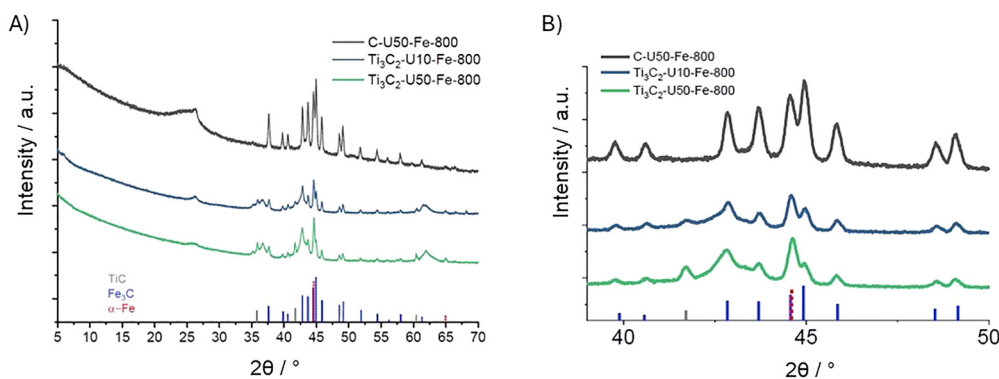 A)
C-U50-Fe-800
Ti₃C₂-U10-Fe-800
Ti₃C₂-U50-Fe-800
Intensity / a.u.
TiC
Fe₃C
α-Fe
5 10 15 20 25 30 35 40 45 50 55 60 65 70
2θ / °
B)
C-U50-Fe-800
Ti₃C₂-U10-Fe-800
Ti₃C₂-U50-Fe-800
Intensity / a.u.
40 45 50
2θ / °